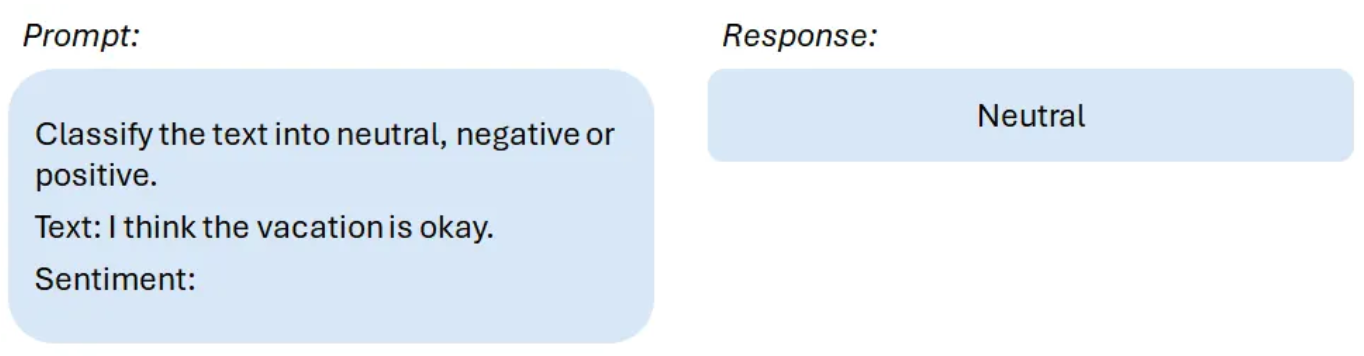 Prompt:
Classify the text into neutral, negative or
positive.
Text: I think the vacation is okay.
Sentiment:
Response:
Neutral